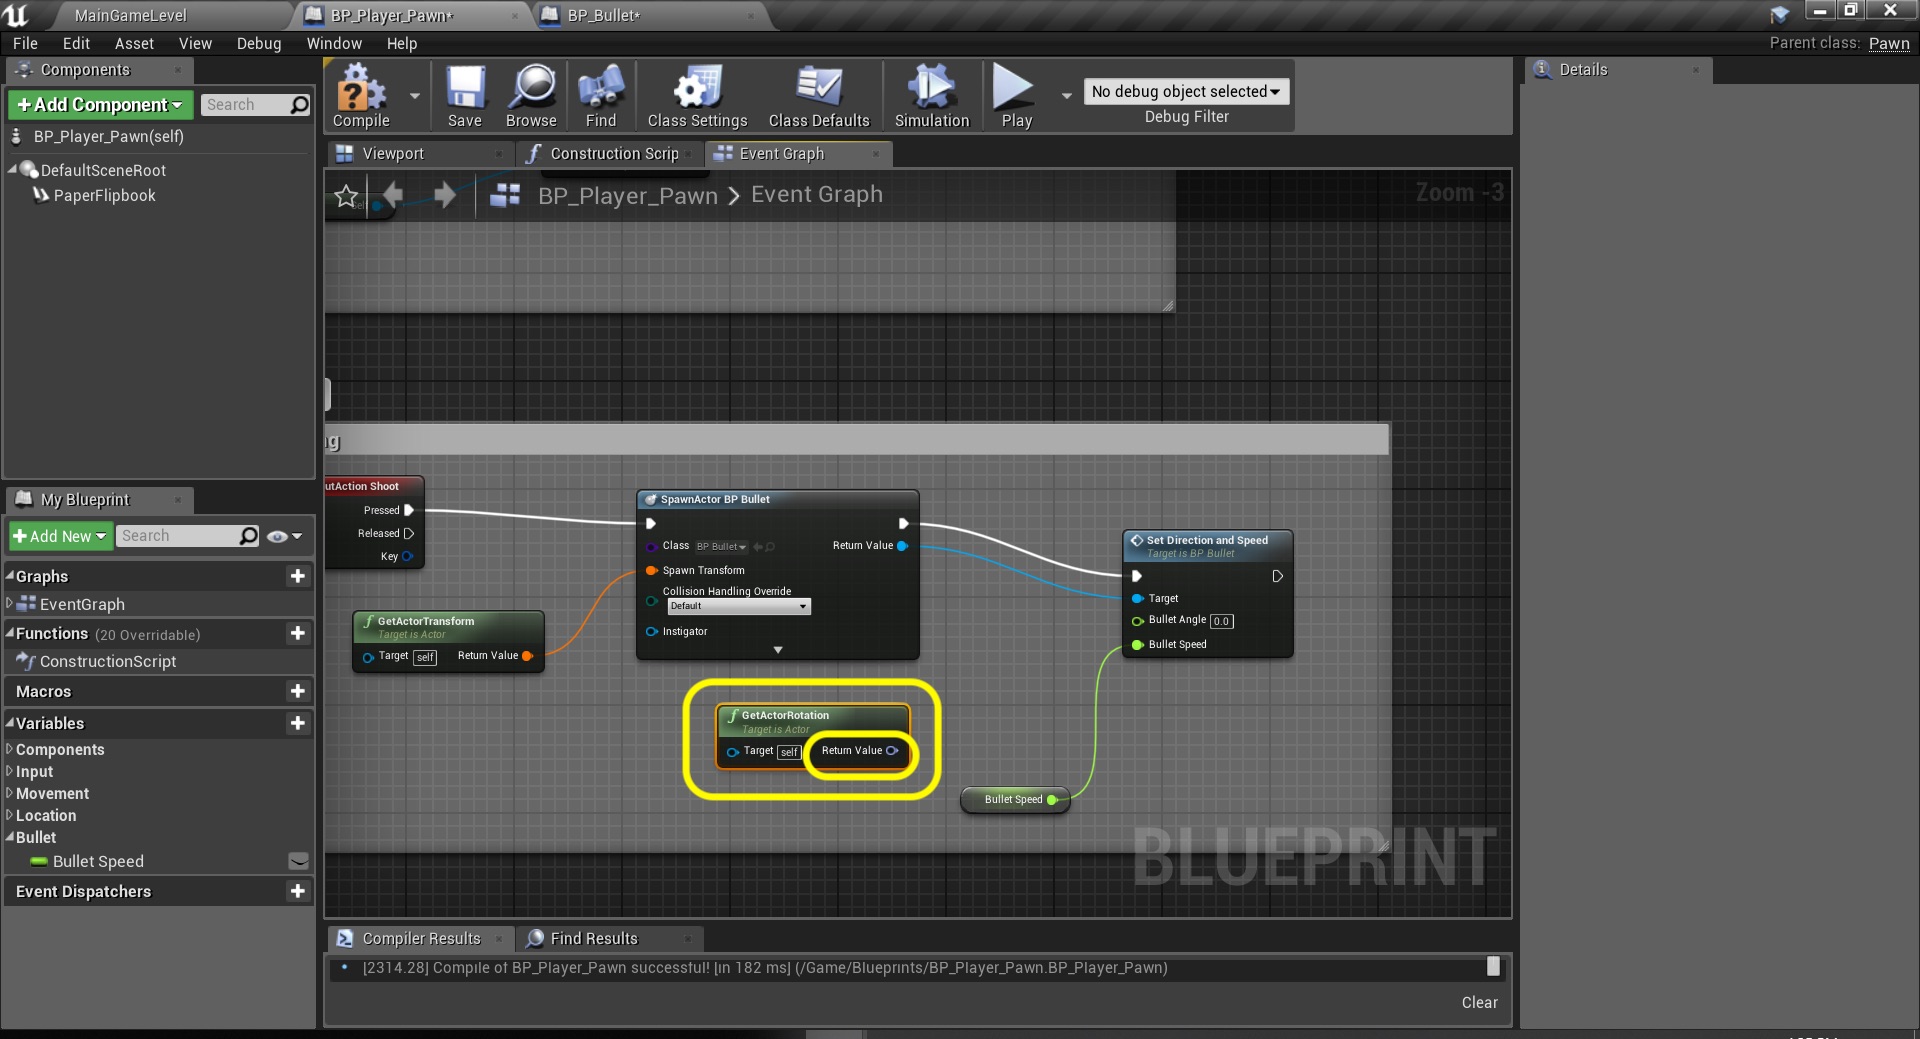 MainGameLevel
BP_Player_Pawn*
BP_Bullet*
File Edit Asset View Debug Window Help
Parent class: Pawn
Components
Add Component
Search
BP_Player_Pawn(self)
DefaultSceneRoot
PaperFlipbook
Compile
Save
Browse
Find
Class Settings
Class Defaults
Simulation
Play
No debug object selected
Debug Filter
Details
Viewport
Construction Scrip
Event Graph
BP_Player_Pawn > Event Graph
Zoom -3
self
ng
utAction Shoot
Pressed
Released
Key
GetActorTransform
Target is Actor
Target self
Return Value
SpawnActor BP Bullet
Class BP Bullet
Return Value
Spawn Transform
Collision Handling Override
Default
Instigator
Set Direction and Speed
Target is BP Bullet
Target
Bullet Angle 0.0
Bullet Speed
GetActorRotation
Target is Actor
Target self
Return Value
Bullet Speed
BLUEPRINT
My Blueprint
Add New
Search
Graphs
EventGraph
Functions (20 Overridable)
ConstructionScript
Macros
Variables
Components
Input
Movement
Location
Bullet
Bullet Speed
Event Dispatchers
Compiler Results
Find Results
[2314.28] Compile of BP_Player_Pawn successful! [in 182 ms] (/Game/Blueprints/BP_Player_Pawn.BP_Player_Pawn)
Clear